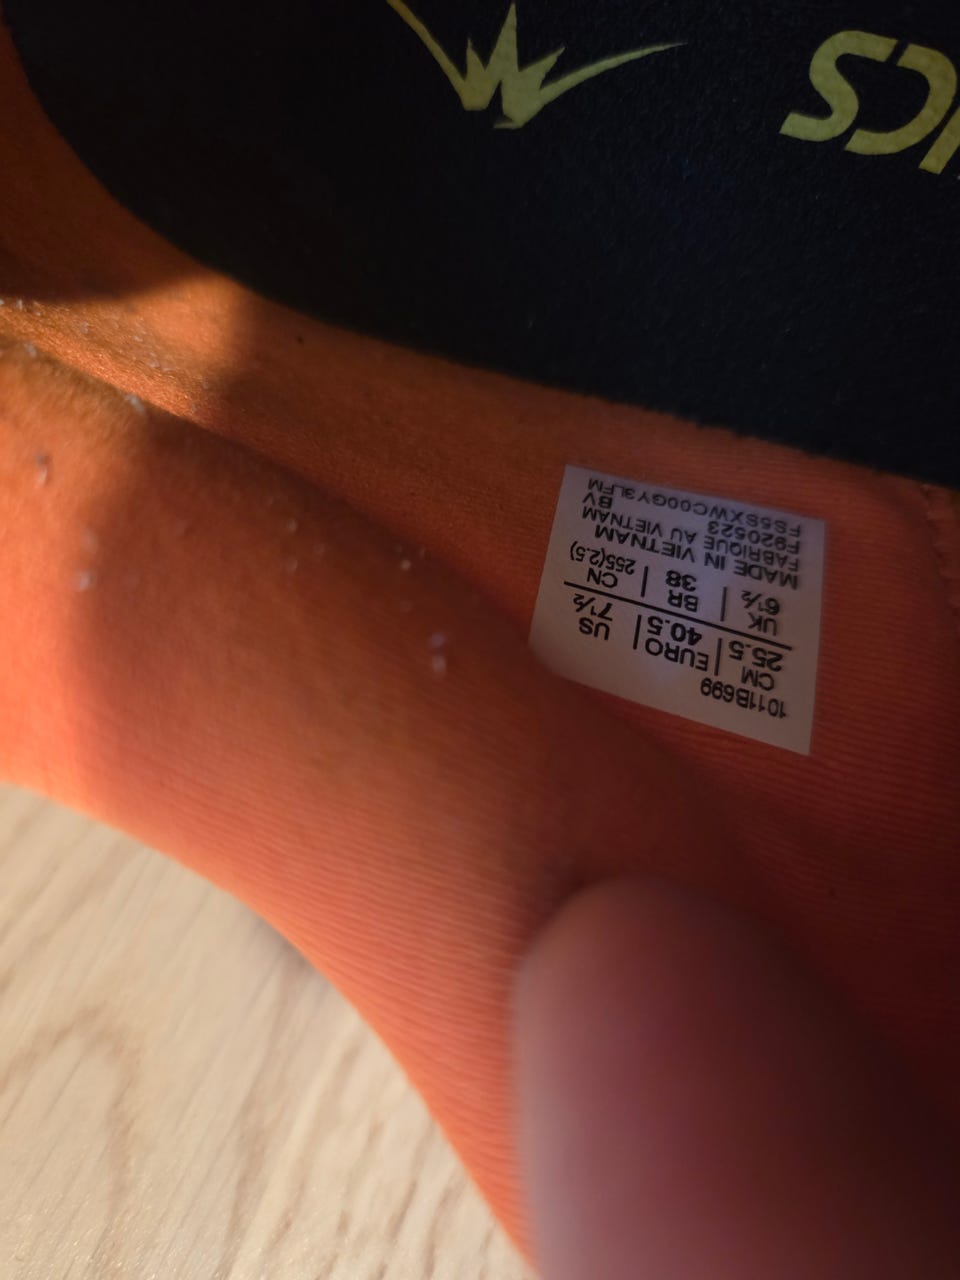 ICS
1011B699
CM EURO US
25.5 40.5 7½
UK BR CN
6½ 38 255(2.5)
MADE IN VIETNAM
FABRIQUE AU VIETNAM
F920523 BV
FS5SXWC00GY3LFM